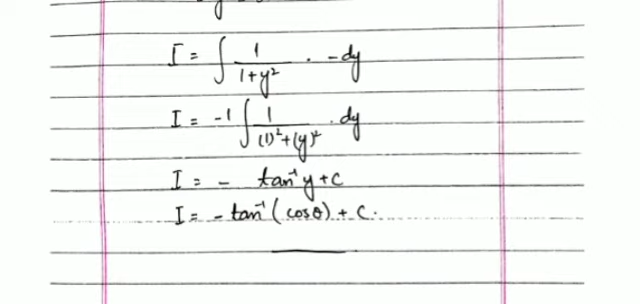 I = ∫ 1/(1+y²) · -dy
I = -1 ∫ 1/((1)²+(y)²) · dy
I = - tan⁻¹ y + c
I = - tan⁻¹ (cosθ) + c.